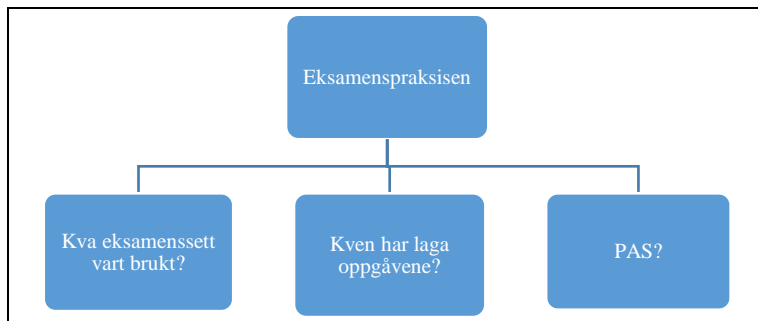 Eksamenspraksisen
Kva eksamenssett
vart brukt?
Kven har laga
oppgåvene?
PAS?